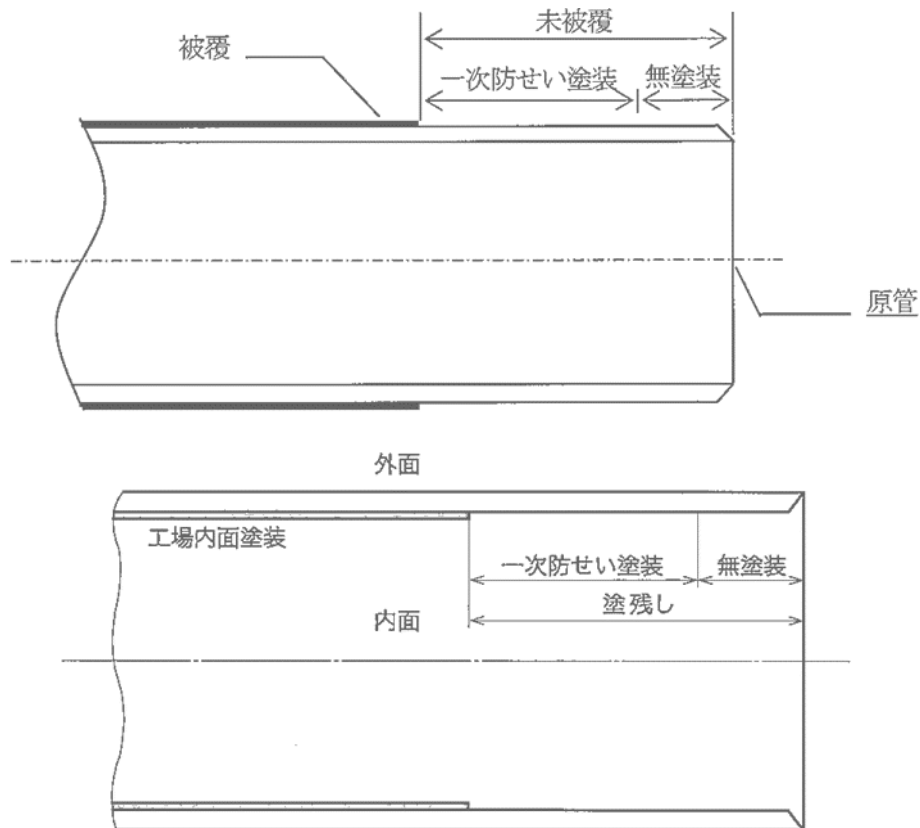 未被覆
被覆
一次防せい塗装
無塗装
原管
外面
工場内面塗装
一次防せい塗装
無塗装
塗残し
内面